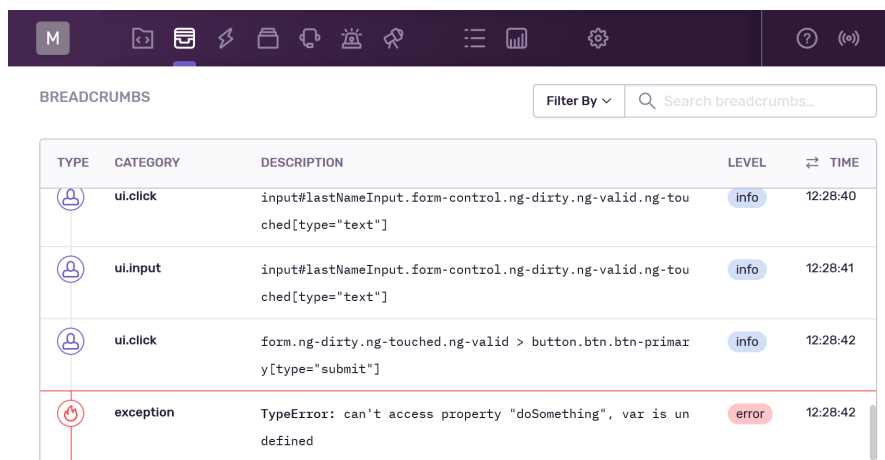 M
BREADCRUMBS
Filter By
Search breadcrumbs...
TYPE CATEGORY DESCRIPTION LEVEL TIME
ui.click input#lastNameInput.form-control.ng-dirty.ng-valid.ng-tou info 12:28:40
ched[type="text"]
ui.input input#lastNameInput.form-control.ng-dirty.ng-valid.ng-tou info 12:28:41
ched[type="text"]
ui.click form.ng-dirty.ng-touched.ng-valid > button.btn.btn-primar info 12:28:42
y[type="submit"]
exception TypeError: can't access property "doSomething", var is un error 12:28:42
defined